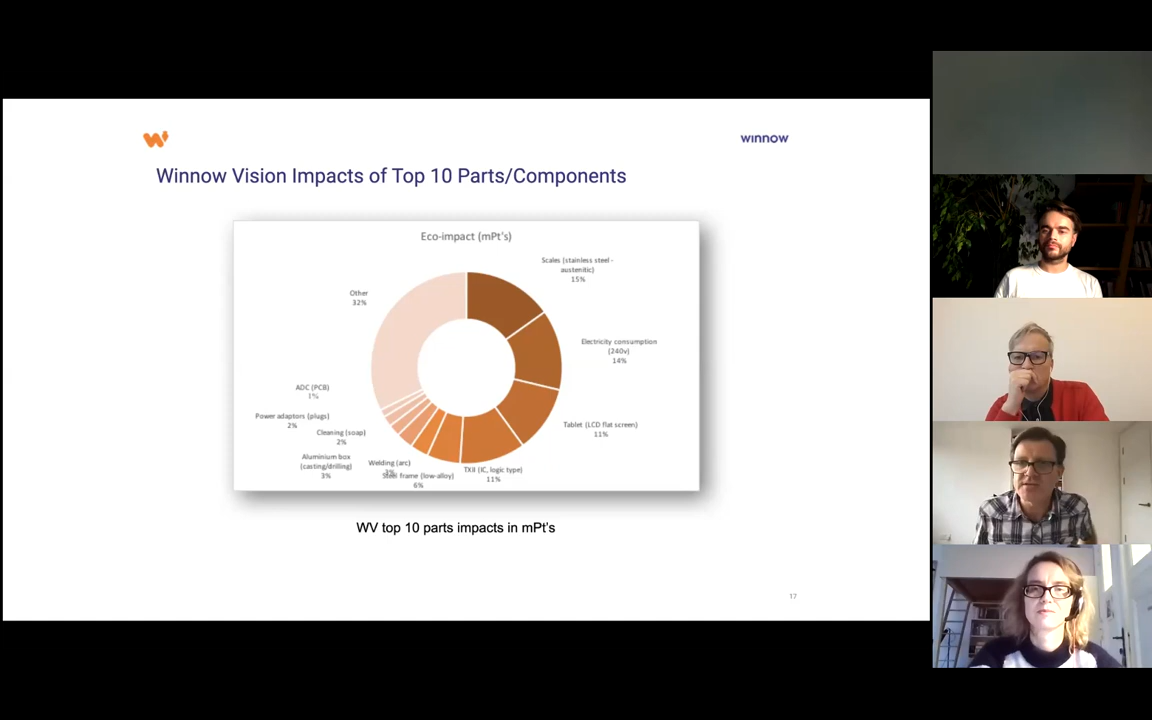 winnow
Winnow Vision Impacts of Top 10 Parts/Components
Eco-impact (mPt's)
Scales (stainless steel -
austenitic)
15%
Other
32%
Electricity consumption
(240v)
14%
ADC (PCB)
1%
Power adaptors (plugs)
2%
Tablet (LCD flat screen)
11%
Cleaning (soap)
2%
Aluminium box
(casting/drilling)
3%
Welding (arc)
3%
TXII (IC, logic type)
11%
Steel frame (low-alloy)
6%
WV top 10 parts impacts in mPt's
17